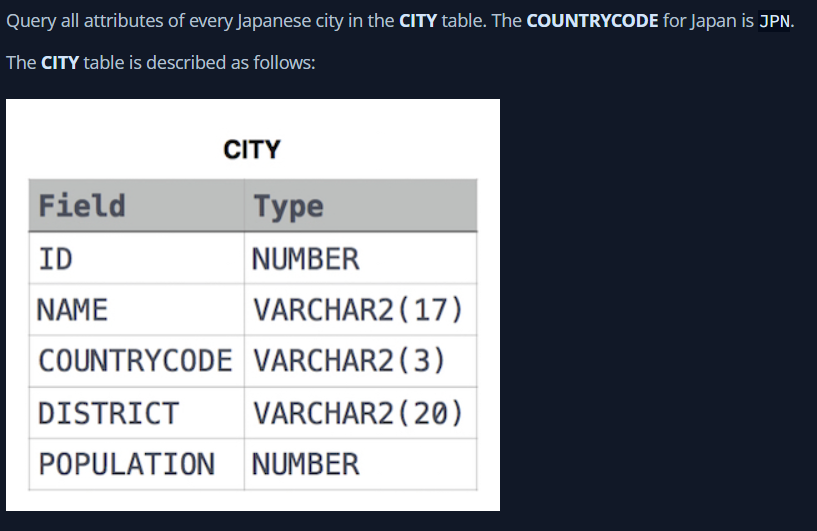 Query all attributes of every Japanese city in the CITY table. The COUNTRYCODE for Japan is JPN.
The CITY table is described as follows:
CITY
Field Type
ID NUMBER
NAME VARCHAR2(17)
COUNTRYCODE VARCHAR2(3)
DISTRICT VARCHAR2(20)
POPULATION NUMBER